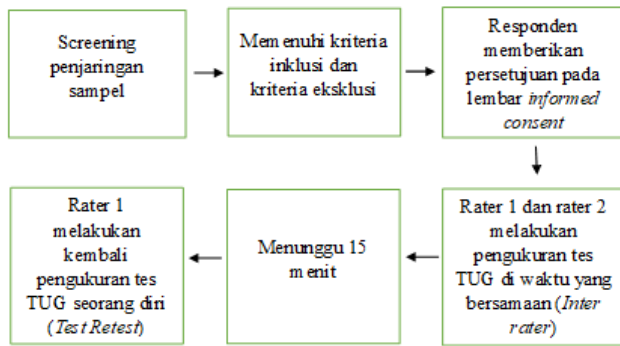 Screening
penjaringan
sampel
Memenuhi kriteria
inklusi dan
kriteria eksklusi
Responden
memberikan
persetujuan pada
lembar informed
consent
Rater 1 dan rater 2
melakukan
pengukuran tes
TUG di waktu yang
bersamaan (Inter
rater)
Menunggu 15
menit
Rater 1
melakukan
kembali
pengukuran tes
TUG seorang diri
(Test Retest)